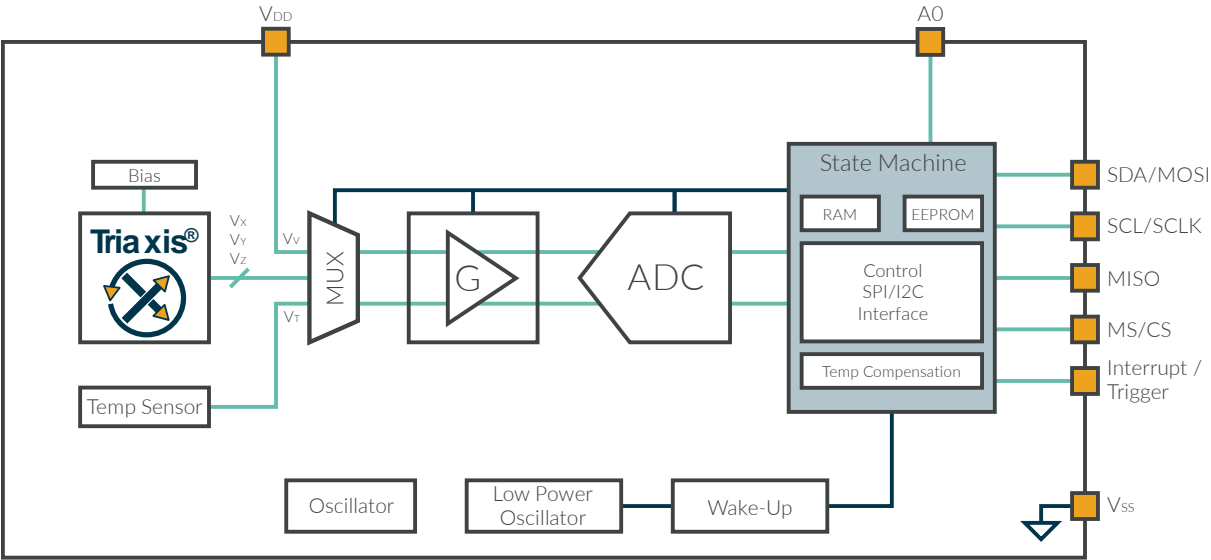 VDD
A0
State Machine
SDA/MOSI
Bias
RAM
EEPROM
Triaxis®
VX
VY
VZ
VV
SCL/SCLK
MUX
G
ADC
Control
SPI/I2C
Interface
MISO
VT
MS/CS
Temp Compensation
Interrupt /
Trigger
Temp Sensor
Oscillator
Low Power
Oscillator
Wake-Up
VSS